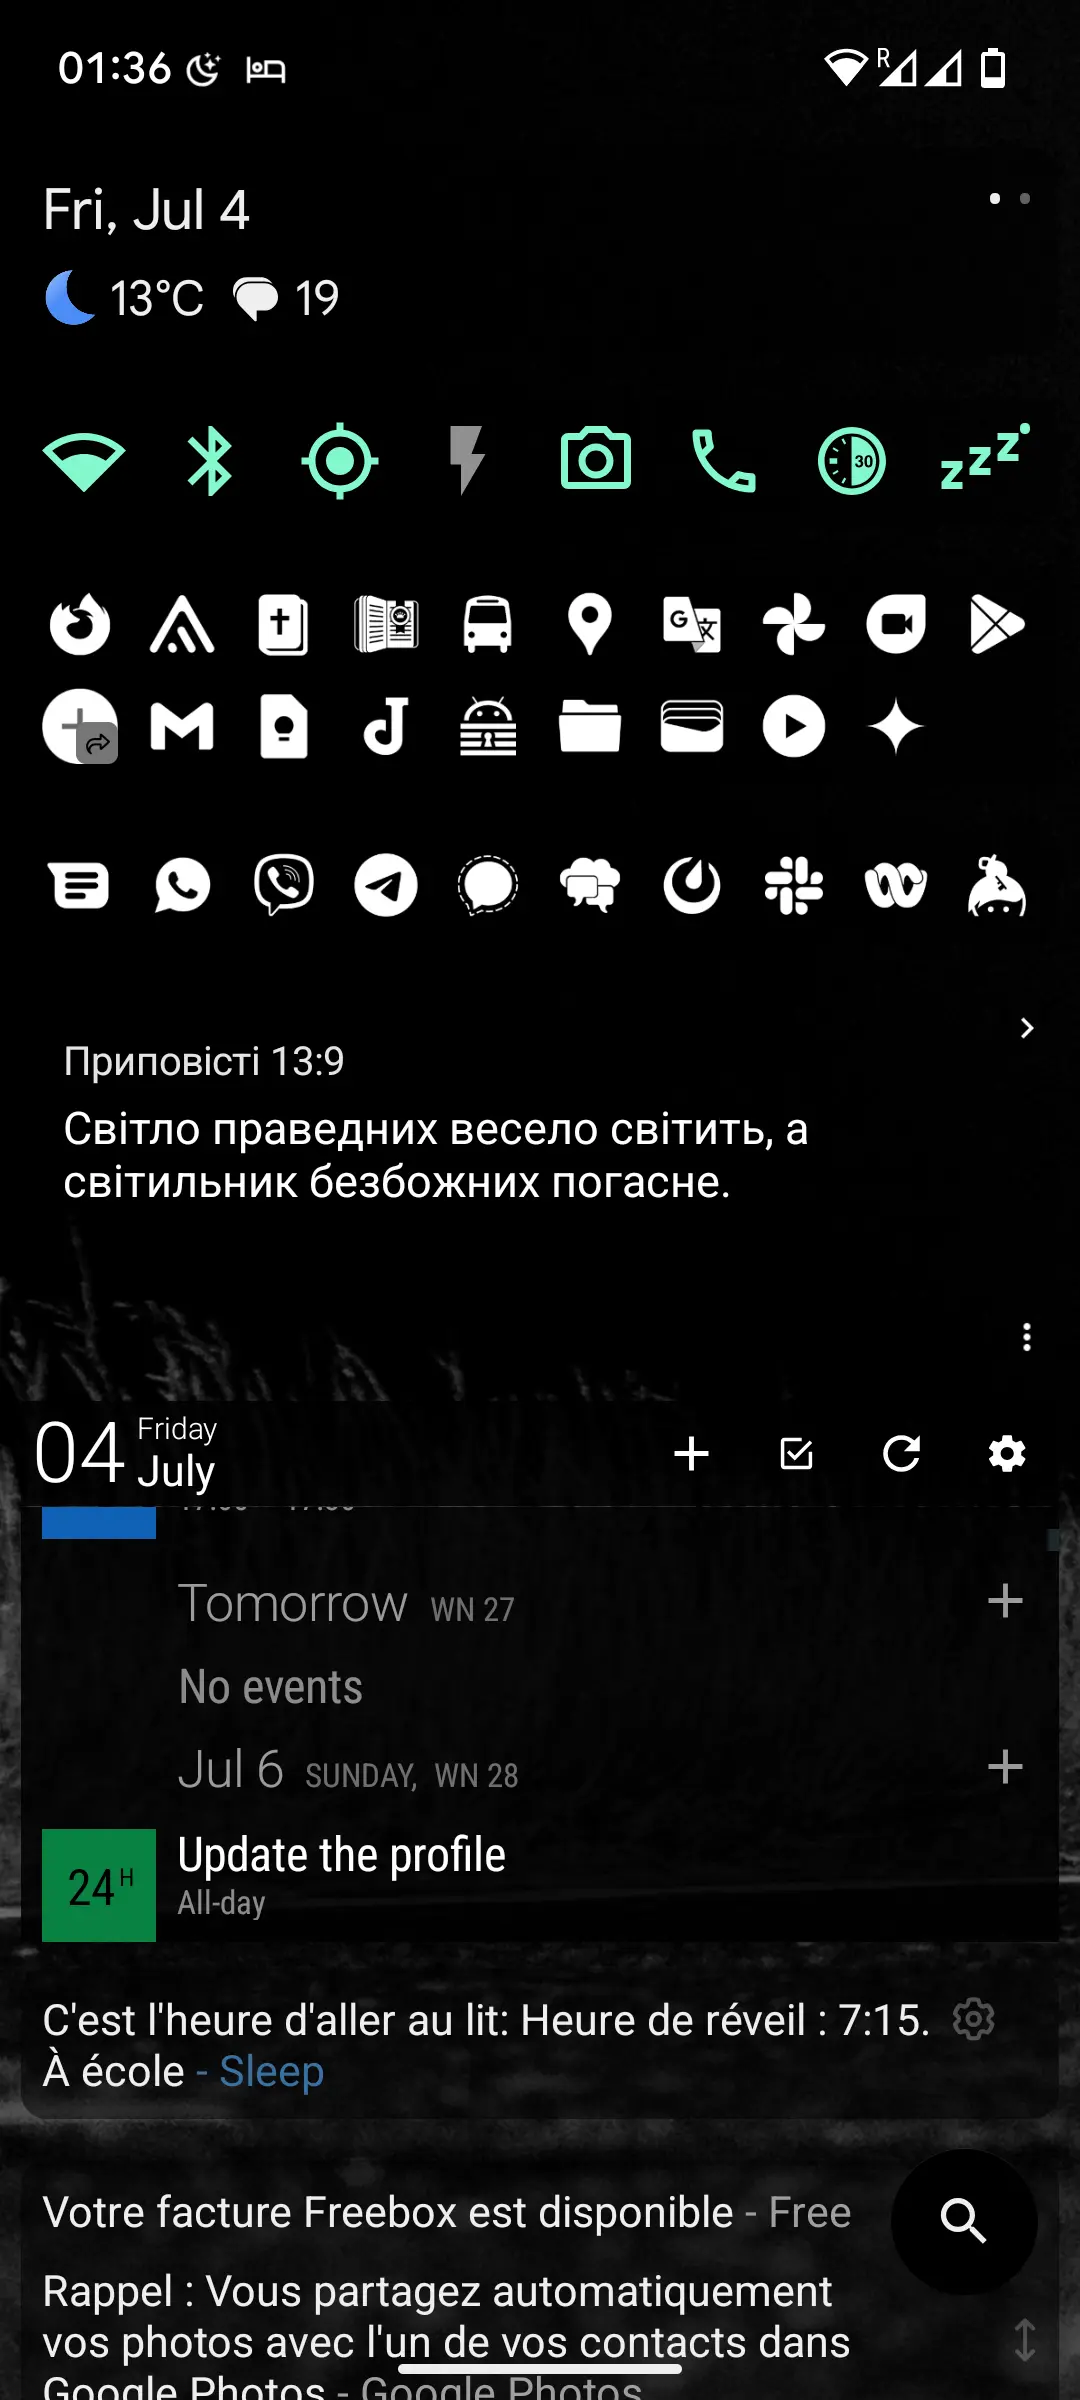 01:36
R
Fri, Jul 4
13°C 19
30
zzz
G 文
Приповісті 13:9
Світло праведних весело світить, а
світильник безбожних погасне.
04 Friday
July
Tomorrow WN 27
No events
Jul 6 SUNDAY, WN 28
24H Update the profile
All-day
C'est l'heure d'aller au lit: Heure de réveil : 7:15.
À école - Sleep
Votre facture Freebox est disponible - Free
Rappel : Vous partagez automatiquement
vos photos avec l'un de vos contacts dans
Google Photos - Google Photos